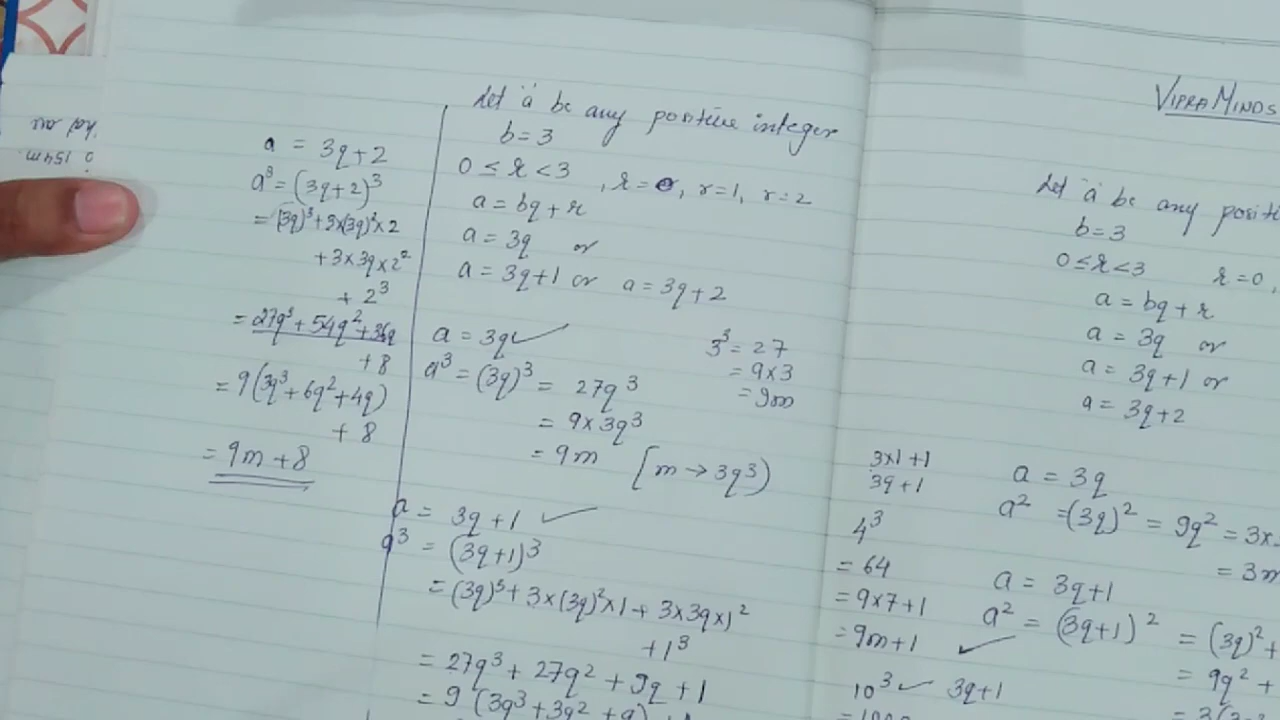 a = 3q+2
a³ = (3q+2)³
= (3q)³+3×(3q)²×2
+3×3q×2²
+ 2³
= 27q³+54q²+36q
+8
= 9(3q³+6q²+4q)
+ 8
= 9m+8
Let 'a' be any positive integer
b=3
0 ≤ r < 3 , r=0, r=1, r=2
a = bq+r
a = 3q or
a = 3q+1 or a = 3q+2
a = 3q ✓
a³ = (3q)³ = 27q³
= 9×3q³
= 9m [m → 3q³)
3³ = 27
= 9×3
= 9m
a = 3q+1 ✓
a³ = (3q+1)³
= (3q)³+3×(3q)²×1+3×3q×1²
+1³
= 27q³+27q²+9q+1
= 9(3q³+3q²+q)
VIPRA MINDS
Let 'a' be any
b=3
0≤r<3 r=0,
a = bq+r
a = 3q or
a = 3q+1 or
a = 3q+2
3×1+1
3q+1
4³
= 64
= 9×7+1
= 9m+1 ✓
10³ ✓ 3q+1
a = 3q
a² =(3q)² = 9q² = 3×
= 3m
a = 3q+1
a² = (3q+1)² = (3q)²+
= 9q²+